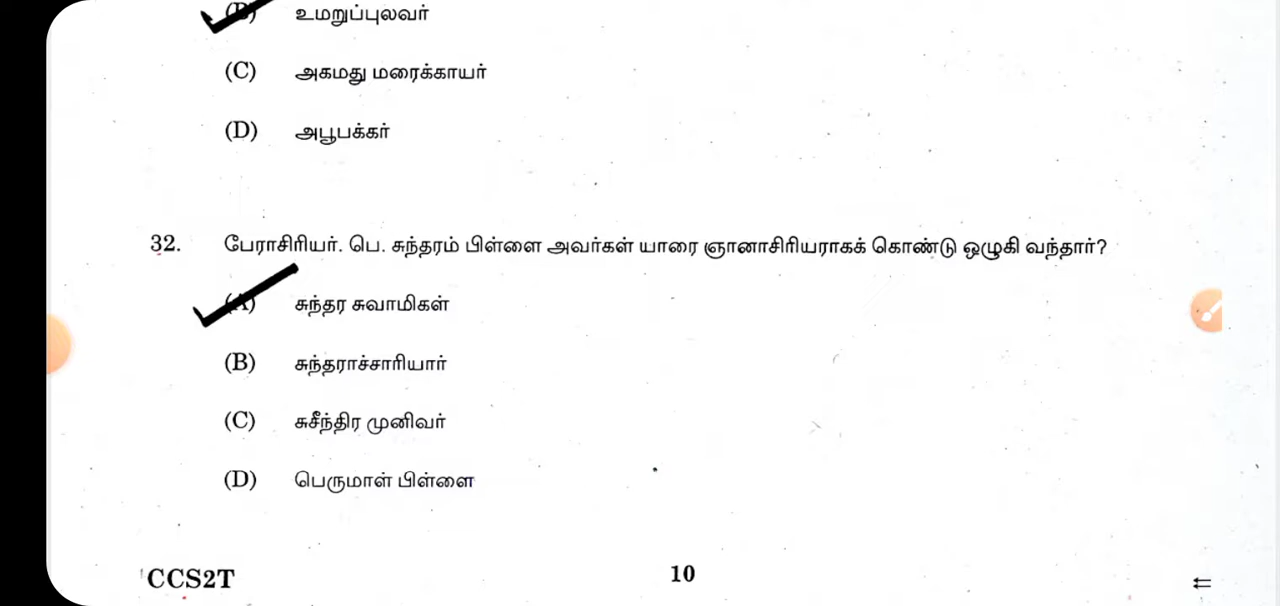 (B) உமறுப்புலவர்
(C) அகமது மரைக்காயர்
(D) அபூபக்கர்
32. பேராசிரியர். பெ. சுந்தரம் பிள்ளை அவர்கள் யாரை ஞானாசிரியராகக் கொண்டு ஒழுகி வந்தார்?
(A) சுந்தர சுவாமிகள்
(B) சுந்தராச்சாரியார்
(C) சுசீந்திர முனிவர்
(D) பெருமாள் பிள்ளை
CCS2T 10